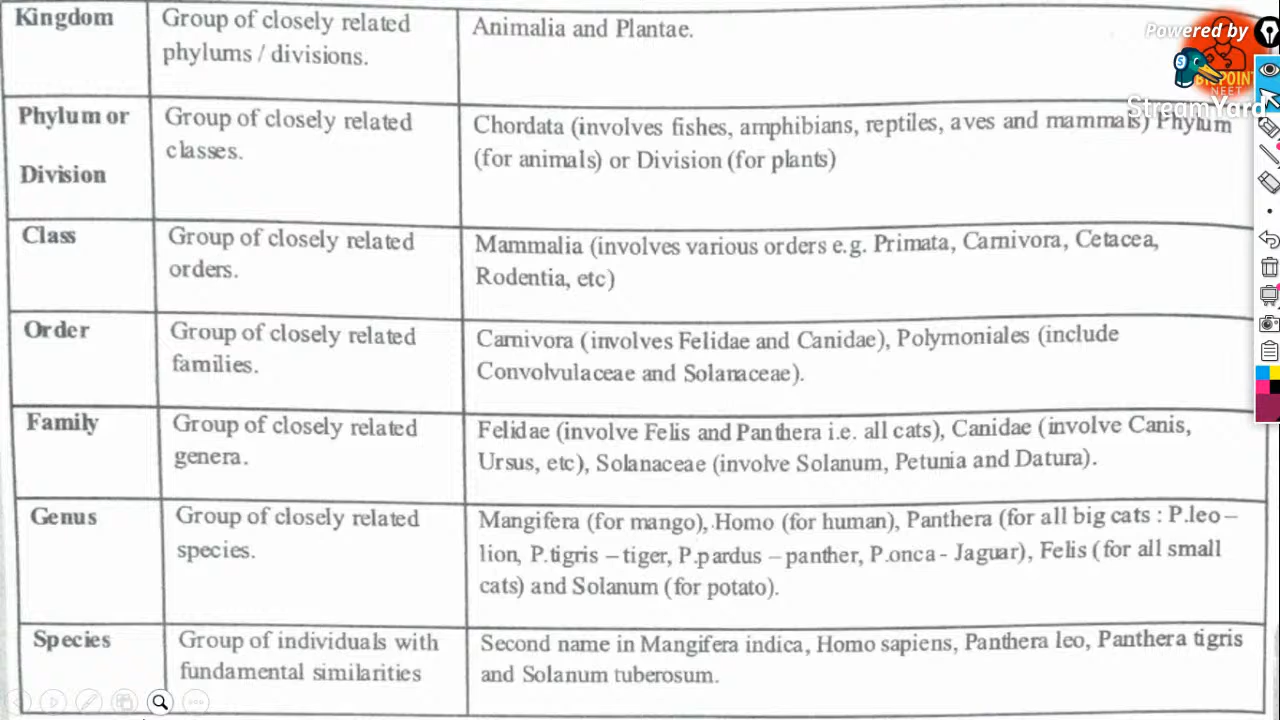 Kingdom
Group of closely related
phylums / divisions.
Animalia and Plantae.
Powered by
StreamYard
NEET
Phylum or
Division
Group of closely related
classes.
Chordata (involves fishes, amphibians, reptiles, aves and mammals) Phylum
(for animals) or Division (for plants)
Class
Group of closely related
orders.
Mammalia (involves various orders e.g. Primata, Carnivora, Cetacea,
Rodentia, etc)
Order
Group of closely related
families.
Carnivora (involves Felidae and Canidae), Polymoniales (include
Convolvulaceae and Solanaceae).
Family
Group of closely related
genera.
Felidae (involve Felis and Panthera i.e. all cats), Canidae (involve Canis,
Ursus, etc), Solanaceae (involve Solanum, Petunia and Datura).
Genus
Group of closely related
species.
Mangifera (for mango), Homo (for human), Panthera (for all big cats : P.leo –
lion, P.tigris – tiger, P.pardus – panther, P.onca - Jaguar), Felis (for all small
cats) and Solanum (for potato).
Species
Group of individuals with
fundamental similarities
Second name in Mangifera indica, Homo sapiens, Panthera leo, Panthera tigris
and Solanum tuberosum.